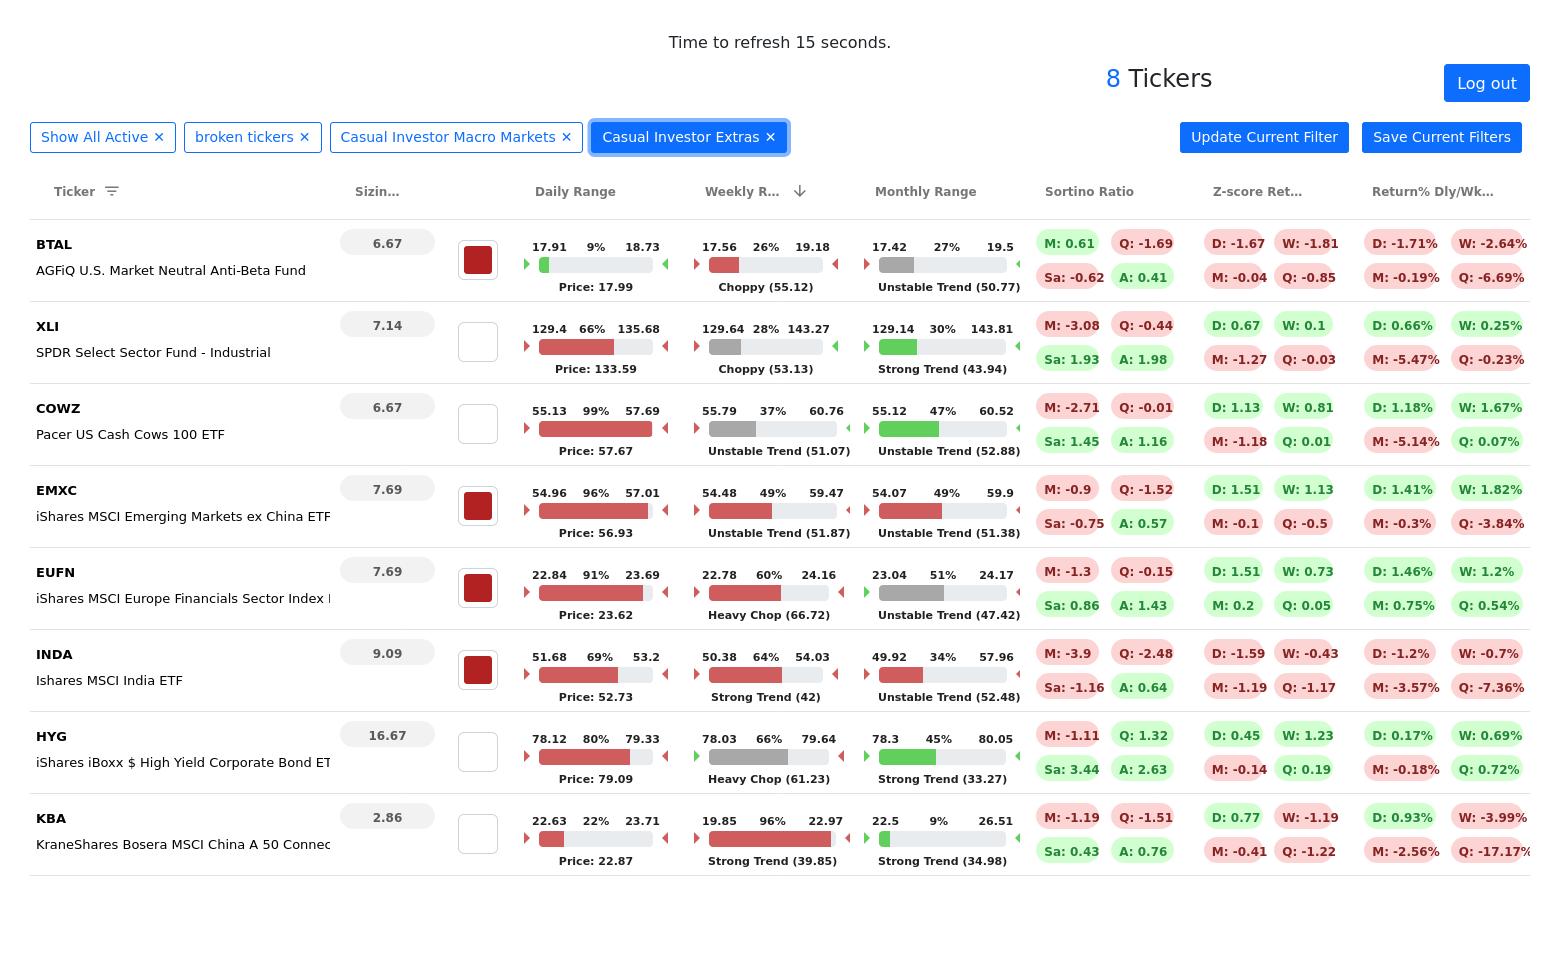 Time to refresh 15 seconds.
8 Tickers
Log out
Show All Active ✕ broken tickers ✕ Casual Investor Macro Markets ✕ Casual Investor Extras ✕ Update Current Filter Save Current Filters
Ticker Sizin... Daily Range Weekly R... Monthly Range Sortino Ratio Z-score Ret... Return% Dly/Wk...
BTAL 6.67 17.91 9% 18.73 17.56 26% 19.18 17.42 27% 19.5 M: 0.61 Q: -1.69 D: -1.67 W: -1.81 D: -1.71% W: -2.64%
AGFiQ U.S. Market Neutral Anti-Beta Fund Price: 17.99 Choppy (55.12) Unstable Trend (50.77) Sa: -0.62 A: 0.41 M: -0.04 Q: -0.85 M: -0.19% Q: -6.69%
XLI 7.14 129.4 66% 135.68 129.64 28% 143.27 129.14 30% 143.81 M: -3.08 Q: -0.44 D: 0.67 W: 0.1 D: 0.66% W: 0.25%
SPDR Select Sector Fund - Industrial Price: 133.59 Choppy (53.13) Strong Trend (43.94) Sa: 1.93 A: 1.98 M: -1.27 Q: -0.03 M: -5.47% Q: -0.23%
COWZ 6.67 55.13 99% 57.69 55.79 37% 60.76 55.12 47% 60.52 M: -2.71 Q: -0.01 D: 1.13 W: 0.81 D: 1.18% W: 1.67%
Pacer US Cash Cows 100 ETF Price: 57.67 Unstable Trend (51.07) Unstable Trend (52.88) Sa: 1.45 A: 1.16 M: -1.18 Q: 0.01 M: -5.14% Q: 0.07%
EMXC 7.69 54.96 96% 57.01 54.48 49% 59.47 54.07 49% 59.9 M: -0.9 Q: -1.52 D: 1.51 W: 1.13 D: 1.41% W: 1.82%
iShares MSCI Emerging Markets ex China ETF Price: 56.93 Unstable Trend (51.87) Unstable Trend (51.38) Sa: -0.75 A: 0.57 M: -0.1 Q: -0.5 M: -0.3% Q: -3.84%
EUFN 7.69 22.84 91% 23.69 22.78 60% 24.16 23.04 51% 24.17 M: -1.3 Q: -0.15 D: 1.51 W: 0.73 D: 1.46% W: 1.2%
iShares MSCI Europe Financials Sector Index Price: 23.62 Heavy Chop (66.72) Unstable Trend (47.42) Sa: 0.86 A: 1.43 M: 0.2 Q: 0.05 M: 0.75% Q: 0.54%
INDA 9.09 51.68 69% 53.2 50.38 64% 54.03 49.92 34% 57.96 M: -3.9 Q: -2.48 D: -1.59 W: -0.43 D: -1.2% W: -0.7%
Ishares MSCI India ETF Price: 52.73 Strong Trend (42) Unstable Trend (52.48) Sa: -1.16 A: 0.64 M: -1.19 Q: -1.17 M: -3.57% Q: -7.36%
HYG 16.67 78.12 80% 79.33 78.03 66% 79.64 78.3 45% 80.05 M: -1.11 Q: 1.32 D: 0.45 W: 1.23 D: 0.17% W: 0.69%
iShares iBoxx $ High Yield Corporate Bond ET Price: 79.09 Heavy Chop (61.23) Strong Trend (33.27) Sa: 3.44 A: 2.63 M: -0.14 Q: 0.19 M: -0.18% Q: 0.72%
KBA 2.86 22.63 22% 23.71 19.85 96% 22.97 22.5 9% 26.51 M: -1.19 Q: -1.51 D: 0.77 W: -1.19 D: 0.93% W: -3.99%
KraneShares Bosera MSCI China A 50 Connec Price: 22.87 Strong Trend (39.85) Strong Trend (34.98) Sa: 0.43 A: 0.76 M: -0.41 Q: -1.22 M: -2.56% Q: -17.17%